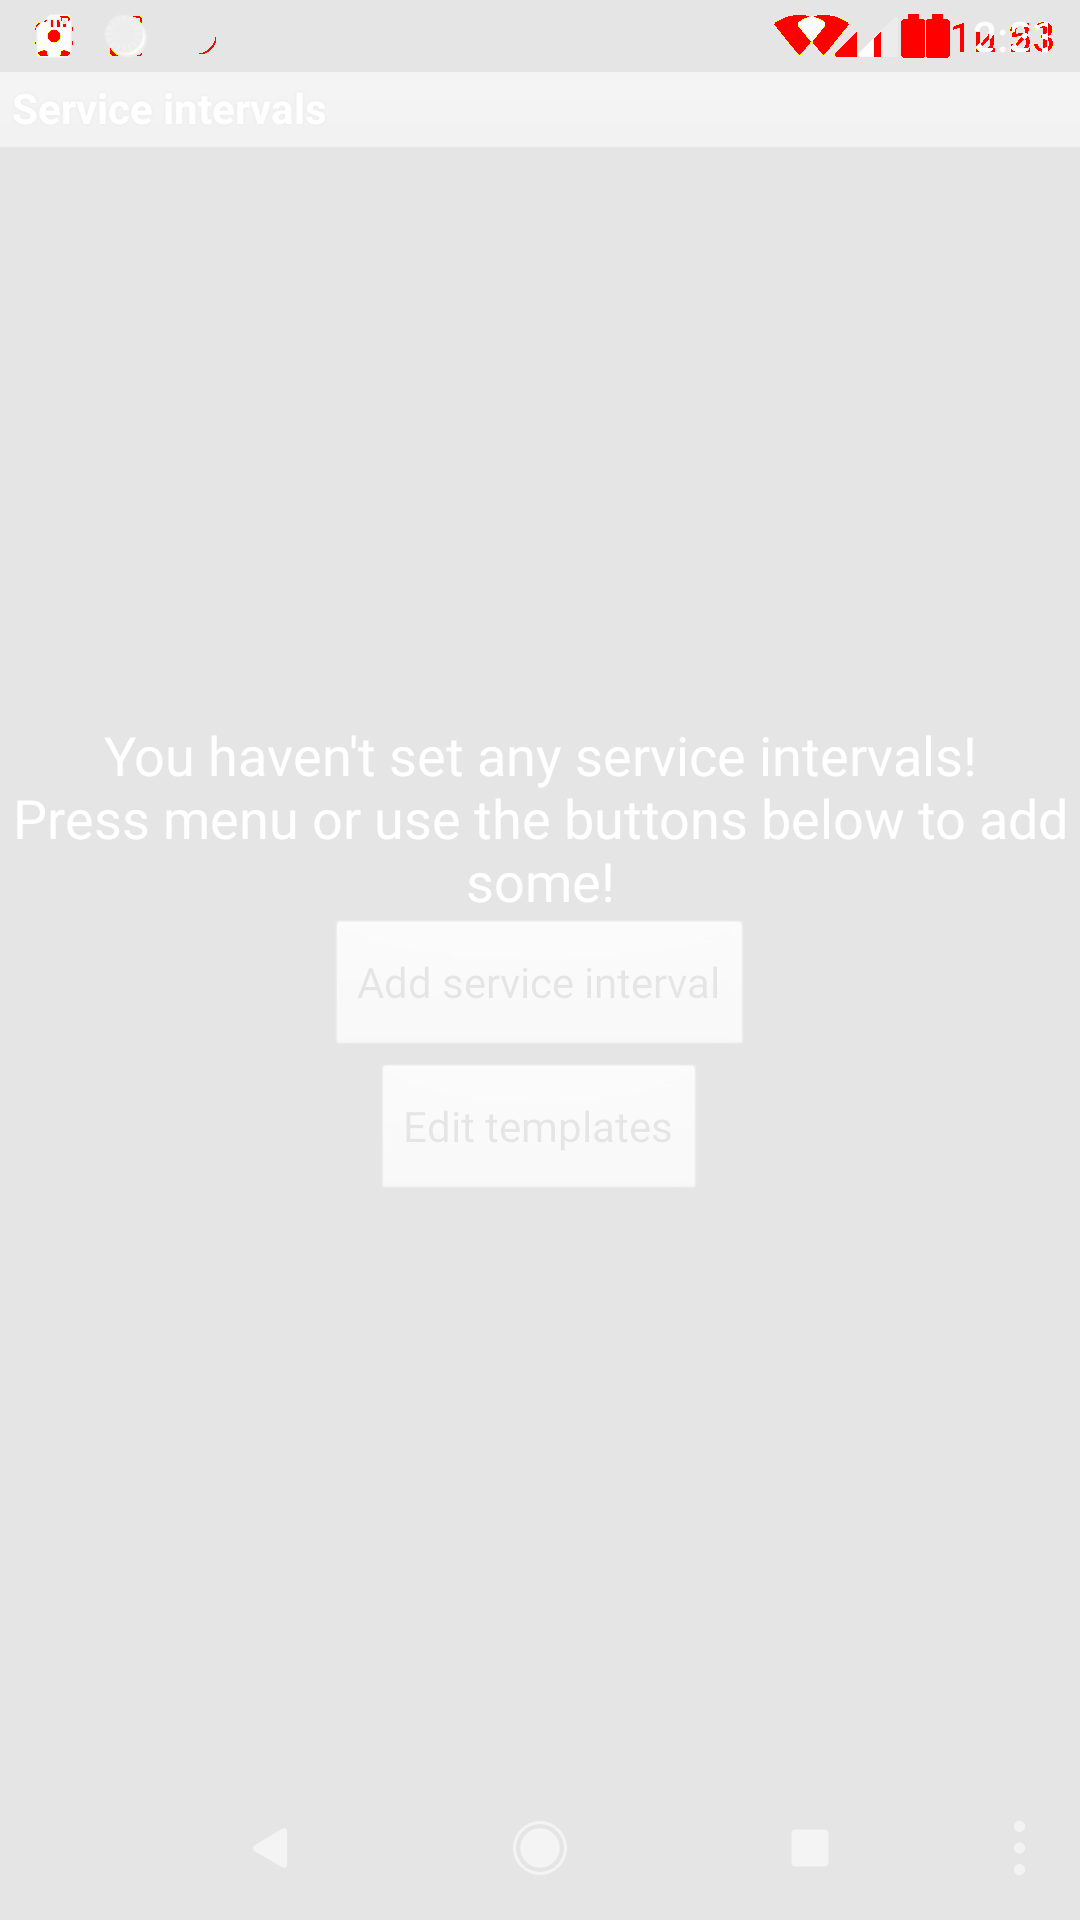 Service intervals
You haven't set any service intervals!
Press menu or use the buttons below to add
some!
Add service interval
Edit templates